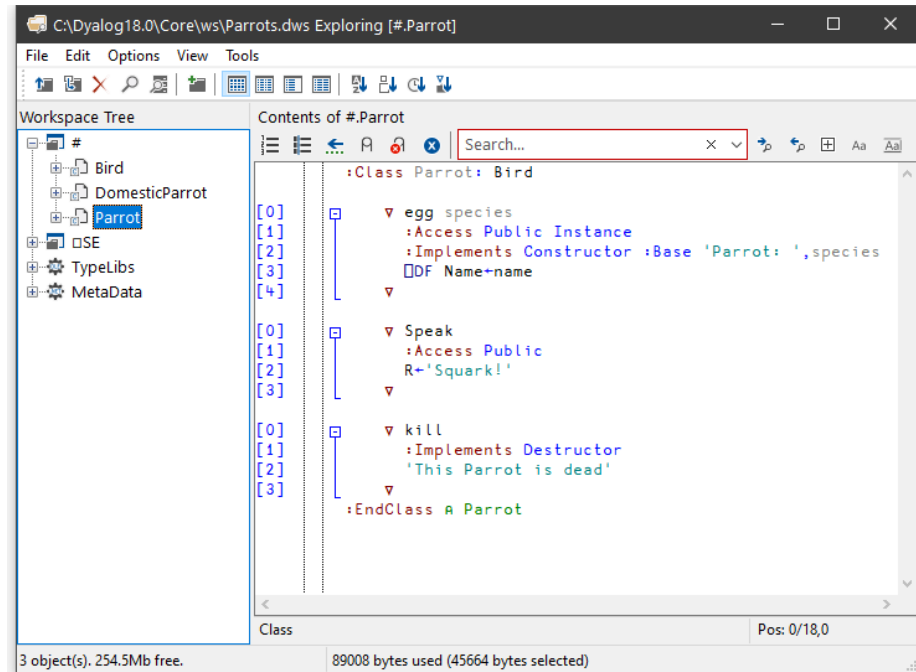 C:\Dyalog18.0\Core\ws\Parrots.dws Exploring [#.Parrot]
File Edit Options View Tools
Workspace Tree
#
Bird
DomesticParrot
Parrot
⎕SE
TypeLibs
MetaData
Contents of #.Parrot
Search...
Aa Aa
:Class Parrot: Bird
[0] ∇ egg species
[1] :Access Public Instance
[2] :Implements Constructor :Base 'Parrot: ',species
[3] ⎕DF Name←name
[4] ∇
[0] ∇ Speak
[1] :Access Public
[2] R←'Squark!'
[3] ∇
[0] ∇ kill
[1] :Implements Destructor
[2] 'This Parrot is dead'
[3] ∇
:EndClass ⍝ Parrot
Class
Pos: 0/18,0
3 object(s). 254.5Mb free.
89008 bytes used (45664 bytes selected)